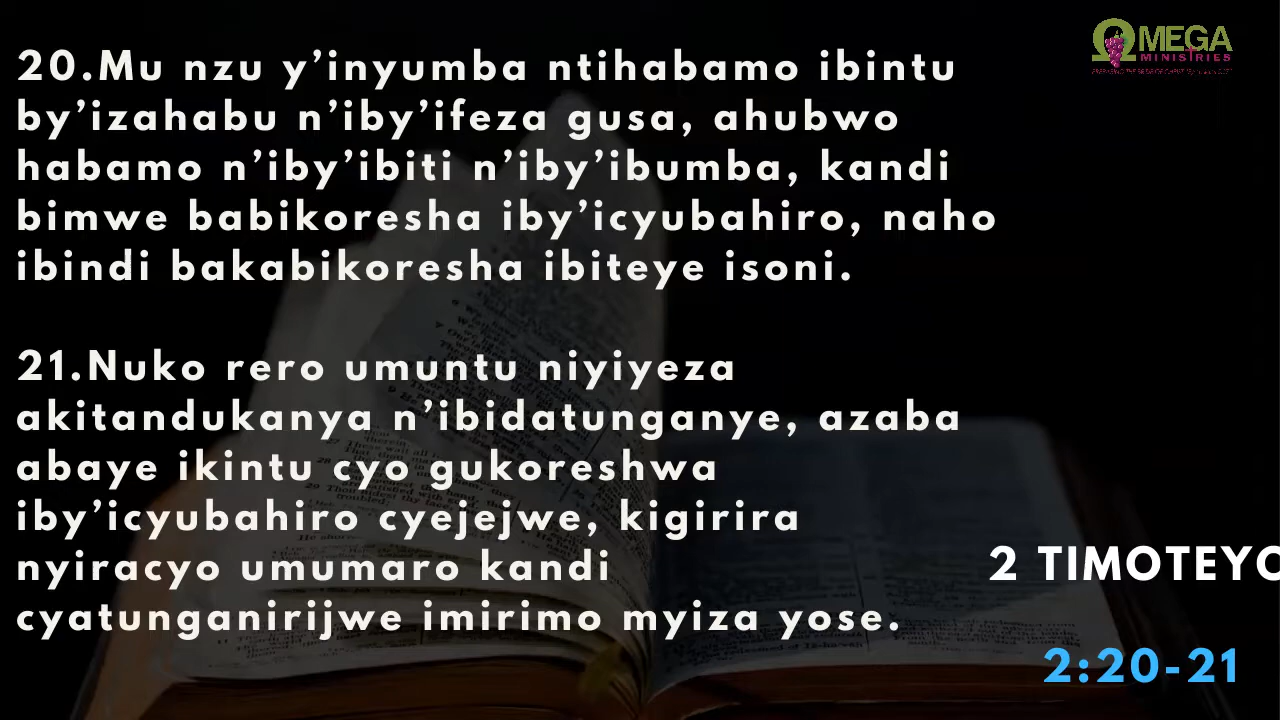 20.Mu nzu y’inyumba ntihabamo ibintu
by’izahabu n’iby’ifeza gusa, ahubwo
habamo n’iby’ibiti n’iby’ibumba, kandi
bimwe babikoresha iby’icyubahiro, naho
ibindi bakabikoresha ibiteye isoni.
21.Nuko rero umuntu niyiyeza
akitandukanya n’ibidatunganye, azaba
abaye ikintu cyo gukoreshwa
iby’icyubahiro cyejejwe, kigirira
nyiracyo umumaro kandi
cyatunganirijwe imirimo myiza yose.
ΩMEGA
MINISTRIES
2 TIMOTEYO
2:20-21